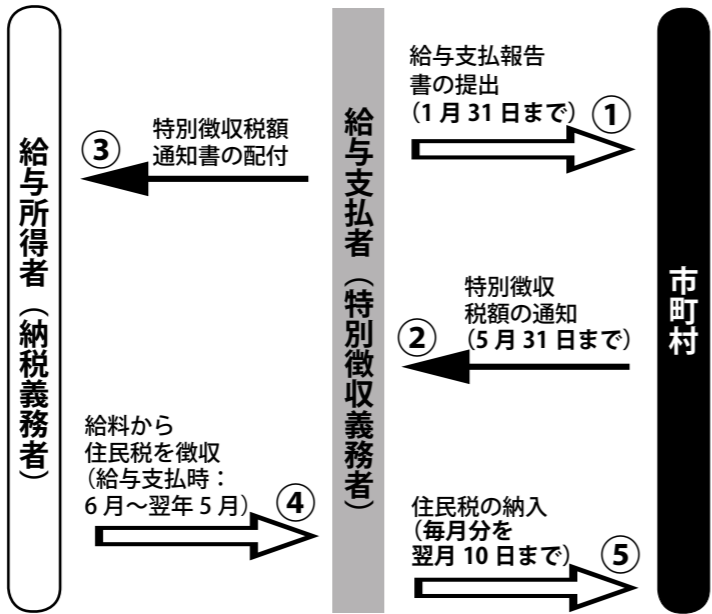 給与所得者（納税義務者）
給与支払者（特別徴収義務者）
市町村
給与支払報告
書の提出
（1月31日まで）
①
特別徴収
税額の通知
（5月31日まで）
②
特別徴収税額
通知書の配付
③
給料から
住民税を徴収
（給与支払時：
6月～翌年5月）
④
住民税の納入
（毎月分を
翌月10日まで）
⑤